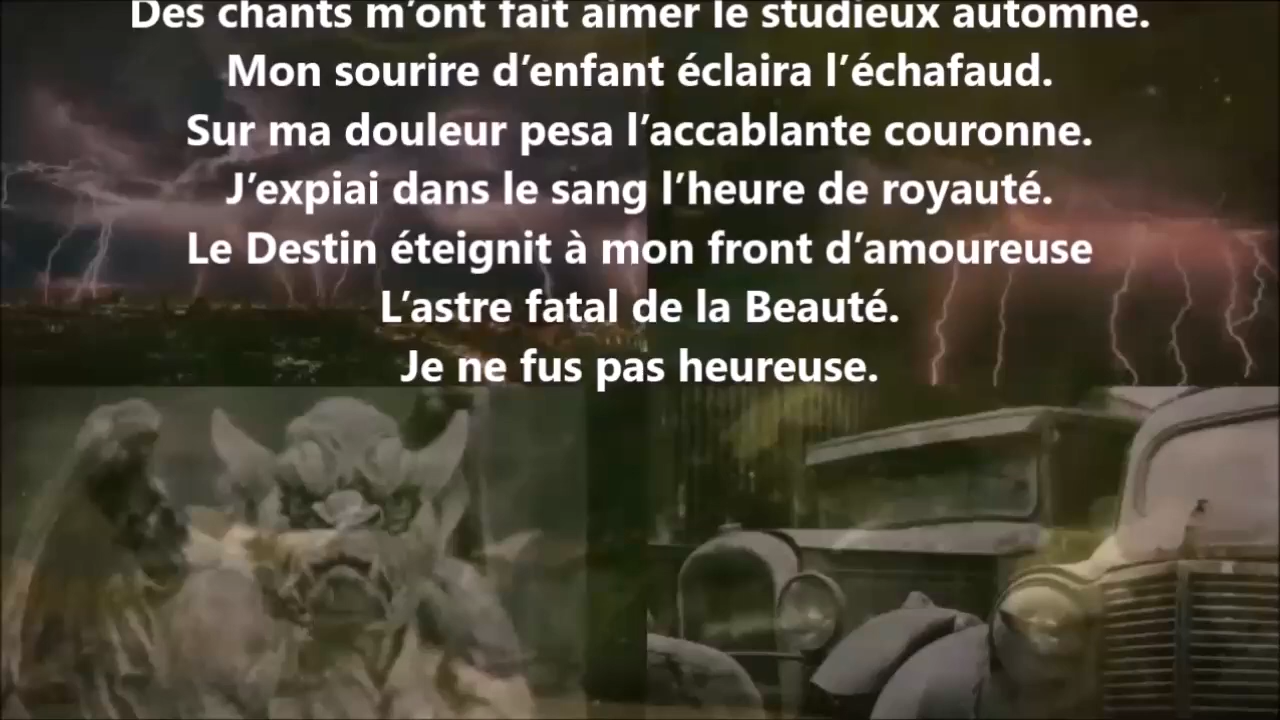 Des chants m’ont fait aimer le studieux automne.
Mon sourire d’enfant éclaira l’échafaud.
Sur ma douleur pesa l’accablante couronne.
J’expiai dans le sang l’heure de royauté.
Le Destin éteignit à mon front d’amoureuse
L’astre fatal de la Beauté.
Je ne fus pas heureuse.